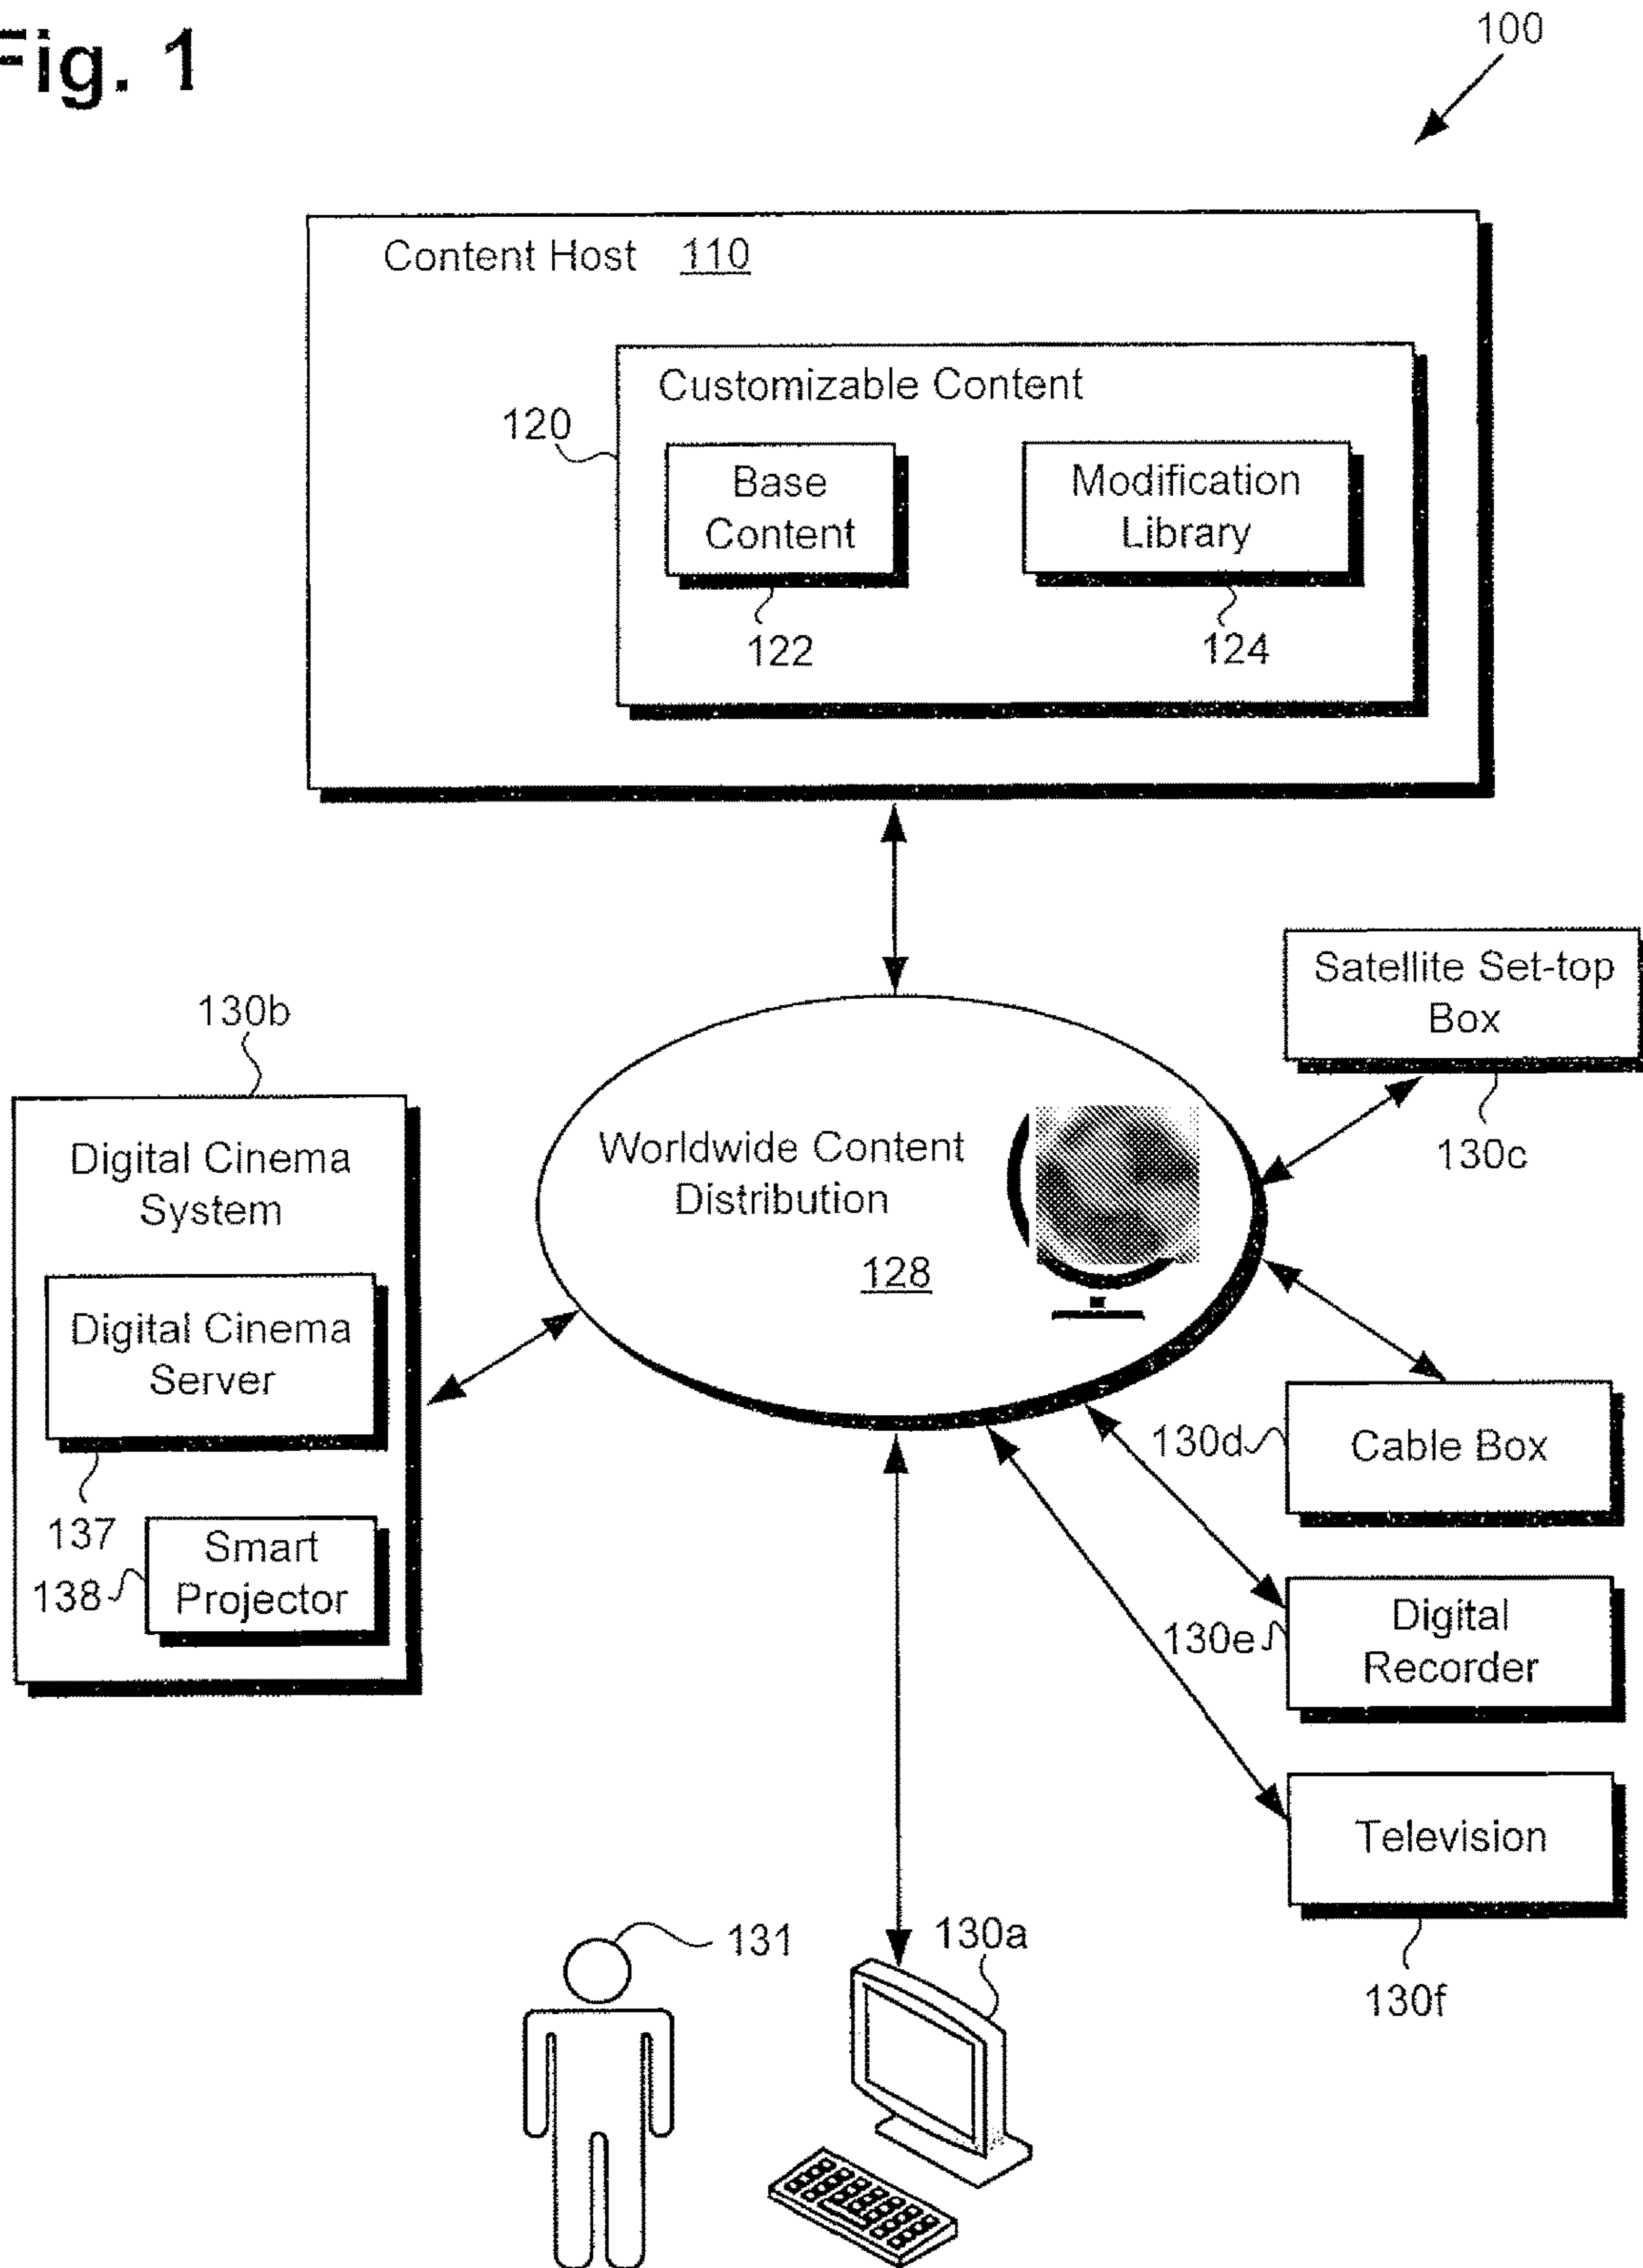 Fig. 1
100
Content Host 110
Customizable Content
120
Base
Content
Modification
Library
122
124
Satellite Set-top
Box
130b
130c
Digital Cinema
System
Worldwide Content
Distribution
128
Digital Cinema
Server
130d
Cable Box
137
Smart
Projector
138
130e
Digital
Recorder
Television
131
130a
130f